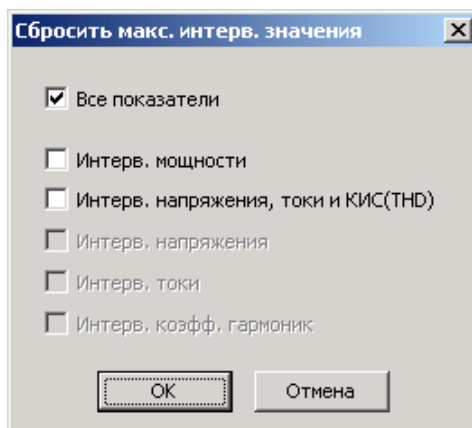 Сбросить макс. интерв. значения
Все показатели
Интерв. мощности
Интерв. напряжения, токи и КИС(THD)
Интерв. напряжения
Интерв. токи
Интерв. коэфф. гармоник
OK
Отмена